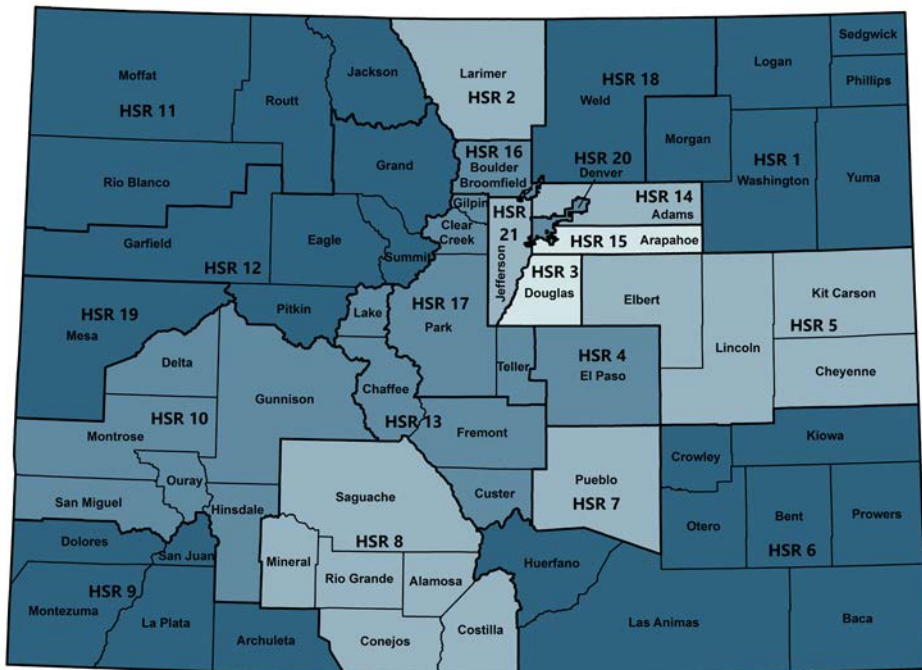 Moffat
HSR 11
Routt
Jackson
Larimer
HSR 2
HSR 18
Weld
Logan
Sedgwick
Phillips
Morgan
HSR 1
Washington
Yuma
Rio Blanco
Grand
HSR 16
Boulder
Broomfield
HSR 20
Denver
Gilpin
Clear
Creek
HSR
21
Jefferson
HSR 14
Adams
HSR 15
Arapahoe
Garfield
HSR 12
Eagle
Summit
HSR 3
Douglas
Elbert
Kit Carson
HSR 5
HSR 19
Mesa
Pitkin
Lake
HSR 17
Park
Lincoln
Cheyenne
Delta
Gunnison
Chaffee
Teller
HSR 4
El Paso
HSR 10
Montrose
HSR 13
Fremont
Crowley
Kiowa
Ouray
San Miguel
Hinsdale
Saguache
Custer
Pueblo
HSR 7
Otero
Bent
HSR 6
Prowers
Dolores
San Juan
HSR 8
Mineral
Rio Grande
Alamosa
Huerfano
HSR 9
Montezuma
La Plata
Archuleta
Conejos
Costilla
Las Animas
Baca